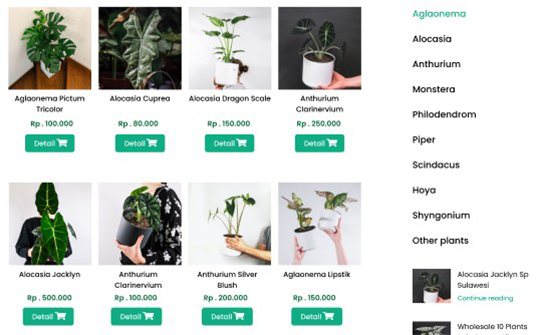 Aglaonema Pictum
Tricolor
Rp . 100.000
Detail
Alocasia Cuprea
Rp . 80.000
Detail
Alocasia Dragon Scale
Rp . 150.000
Detail
Anthurium
Clarinervium
Rp . 250.000
Detail
Alocasia Jacklyn
Rp . 500.000
Detail
Anthurium
Clarinervium
Rp . 100.000
Detail
Anthurium Silver
Blush
Rp . 200.000
Detail
Aglaonema Lipstik
Rp . 150.000
Detail
Aglaonema
Alocasia
Anthurium
Monstera
Philodendrom
Piper
Scindacus
Hoya
Shyngonium
Other plants
Alocasia Jacklyn Sp
Sulawesi
Continue reading
Wholesale 10 Plants